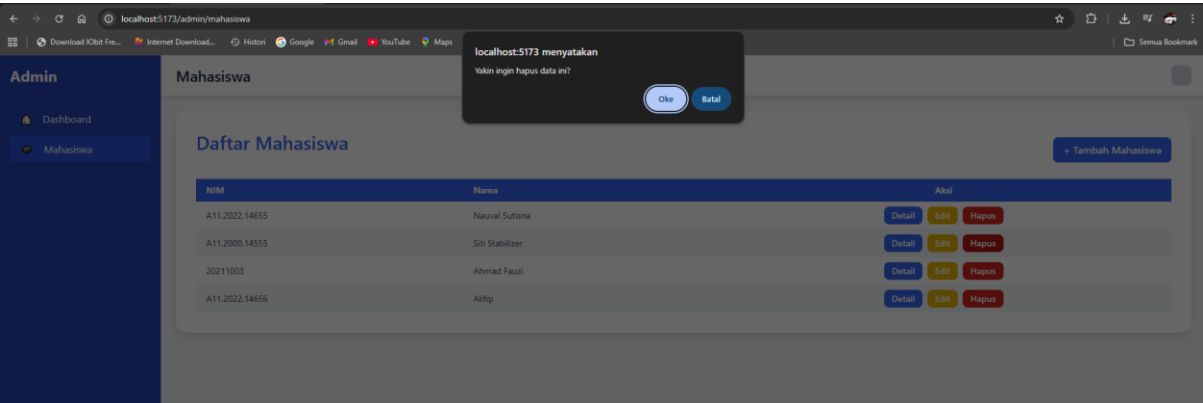 localhost:5173/admin/mahasiswa
Download IObit Fre... Internet Download... Histori Google Gmail YouTube Maps Semua Bookmark
localhost:5173 menyatakan
Yakin ingin hapus data ini?
Oke Batal
Admin
Dashboard
Mahasiswa
Mahasiswa
Daftar Mahasiswa
+ Tambah Mahasiswa
NIM Nama Aksi
A11.2022.14655 Nauval Sutisna Detail Edit Hapus
A11.2000.14555 Siti Stabilizer Detail Edit Hapus
20211003 Ahmad Fauzi Detail Edit Hapus
A11.2022.14656 Alifqi Detail Edit Hapus